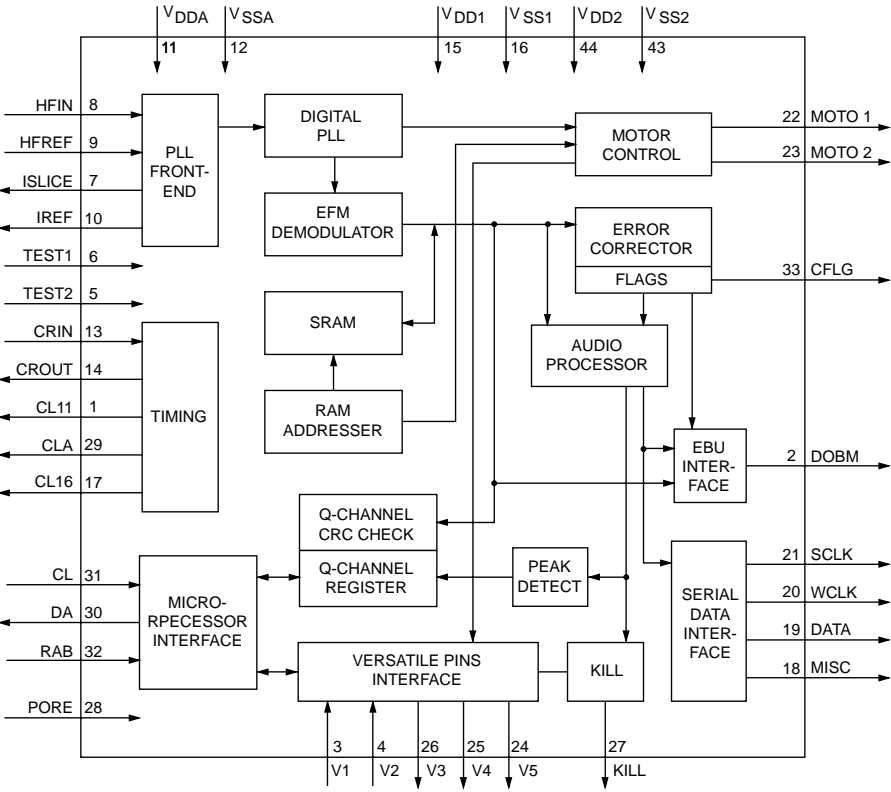 VDDA VSSA VDD1 VSS1 VDD2 VSS2
11 12 15 16 44 43
HFIN 8
HFREF 9
ISLICE 7
IREF 10
TEST1 6
TEST2 5
CRIN 13
CROUT 14
CL11 1
CLA 29
CL16 17
CL 31
DA 30
RAB 32
PORE 28
PLL
FRONT-
END
DIGITAL
PLL
MOTOR
CONTROL
22 MOTO 1
23 MOTO 2
EFM
DEMODULATOR
ERROR
CORRECTOR
FLAGS
33 CFLG
SRAM
AUDIO
PROCESSOR
TIMING
RAM
ADDRESSER
EBU
INTER-
FACE
2 DOBM
Q-CHANNEL
CRC CHECK
Q-CHANNEL
REGISTER
PEAK
DETECT
MICRO-
RPECESSOR
INTERFACE
SERIAL
DATA
INTER-
FACE
21 SCLK
20 WCLK
19 DATA
18 MISC
VERSATILE PINS
INTERFACE
KILL
3 4 26 25 24 27
V1 V2 V3 V4 V5 KILL